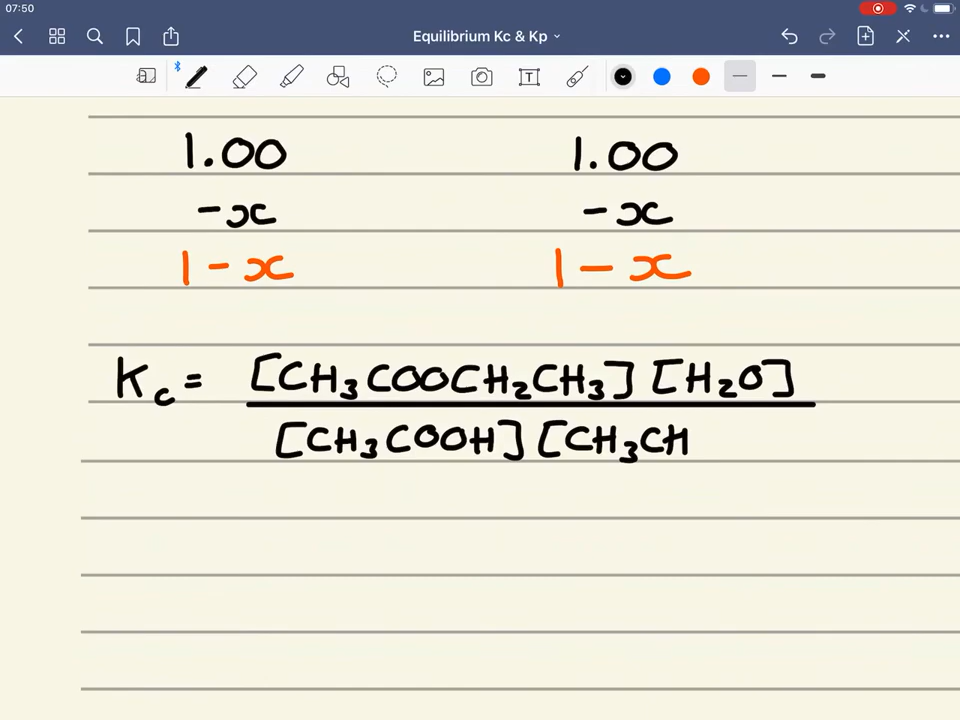 07:50
Equilibrium Kc & Kp
T
1.00 1.00
-x -x
1-x 1-x
Kc = [CH₃COOCH₂CH₃][H₂O]
[CH₃COOH][CH₃CH